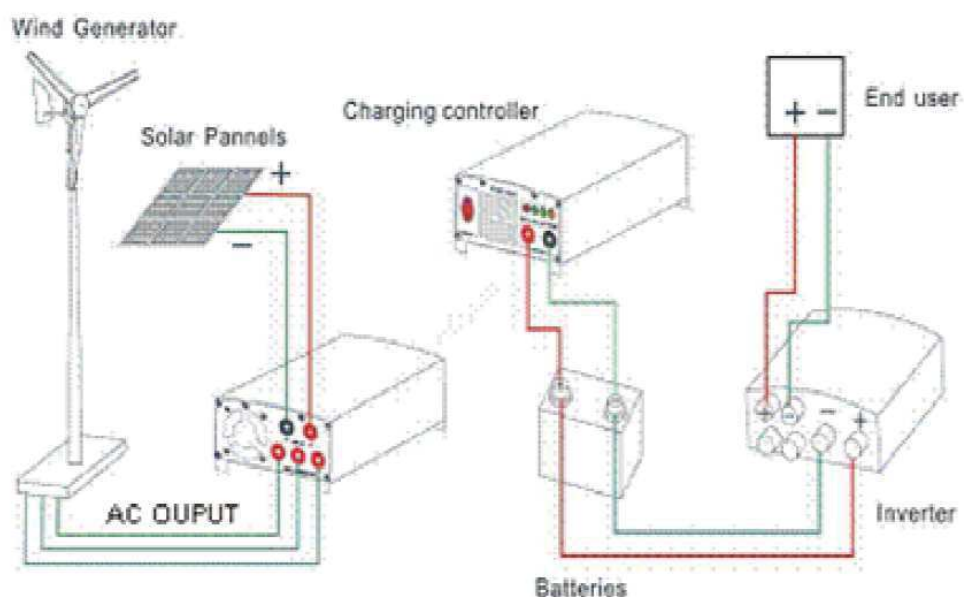 Wind Generator
Solar Pannels
+
−
Charging controller
+ −
End user
AC OUPUT
+ − − +
Inverter
Batteries